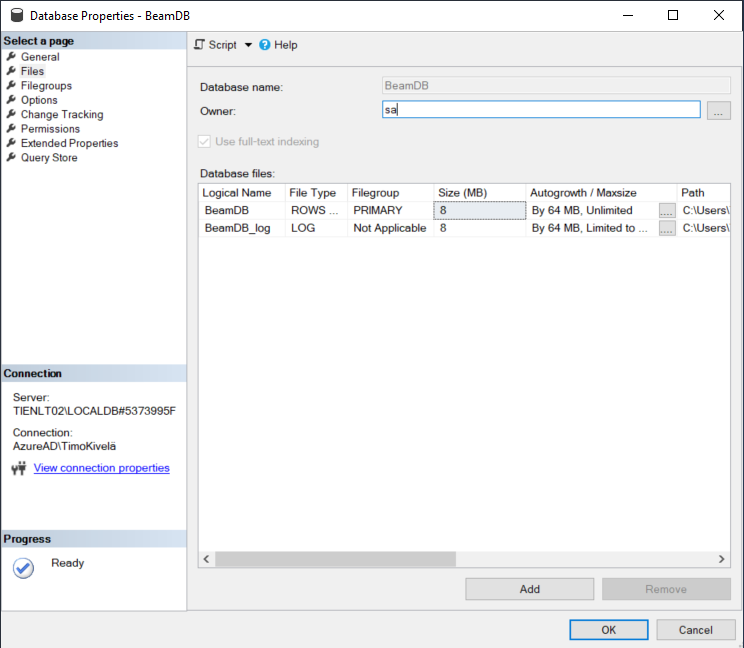 Database Properties - BeamDB
Select a page
General
Files
Filegroups
Options
Change Tracking
Permissions
Extended Properties
Query Store
Connection
Server:
TIENLT02\LOCALDB#5373995F
Connection:
AzureAD\TimoKivelä
View connection properties
Progress
Ready
Script Help
Database name: BeamDB
Owner: sa
...
Use full-text indexing
Database files:
Logical Name File Type Filegroup Size (MB) Autogrowth / Maxsize Path
BeamDB ROWS ... PRIMARY 8 By 64 MB, Unlimited .... C:\Users\
BeamDB_log LOG Not Applicable 8 By 64 MB, Limited to ... .... C:\Users\
Add Remove
OK Cancel